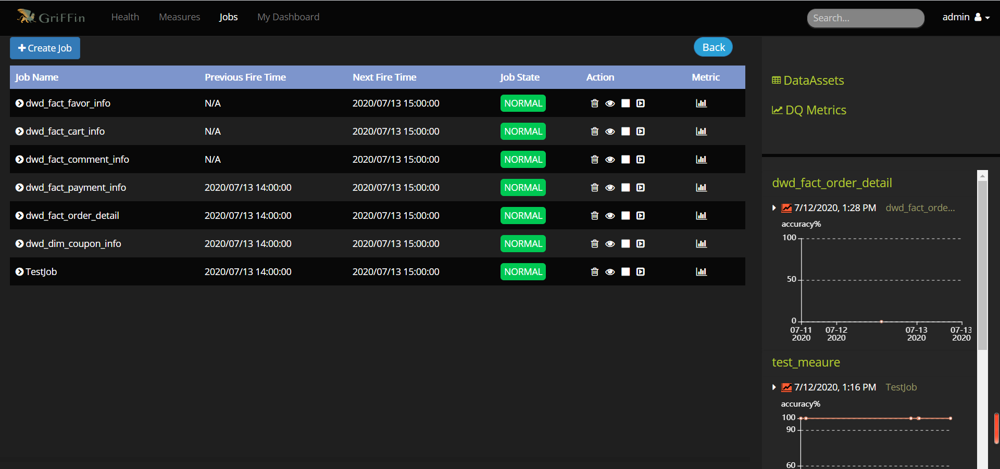 GriFFin Health Measures Jobs My Dashboard Search... admin
Create Job Back
Job Name Previous Fire Time Next Fire Time Job State Action Metric
dwd_fact_favor_info N/A 2020/07/13 15:00:00 NORMAL
dwd_fact_cart_info N/A 2020/07/13 15:00:00 NORMAL
dwd_fact_comment_info N/A 2020/07/13 15:00:00 NORMAL
dwd_fact_payment_info 2020/07/13 14:00:00 2020/07/13 15:00:00 NORMAL
dwd_fact_order_detail 2020/07/13 14:00:00 2020/07/13 15:00:00 NORMAL
dwd_dim_coupon_info 2020/07/13 14:00:00 2020/07/13 15:00:00 NORMAL
TestJob 2020/07/13 14:00:00 2020/07/13 15:00:00 NORMAL
DataAssets
DQ Metrics
dwd_fact_order_detail
7/12/2020, 1:28 PM dwd_fact_orde...
accuracy%
100
50
0
07-11 07-12 07-13 07-13
2020 2020 2020 2020
test_meaure
7/12/2020, 1:16 PM TestJob
accuracy%
100
90
60